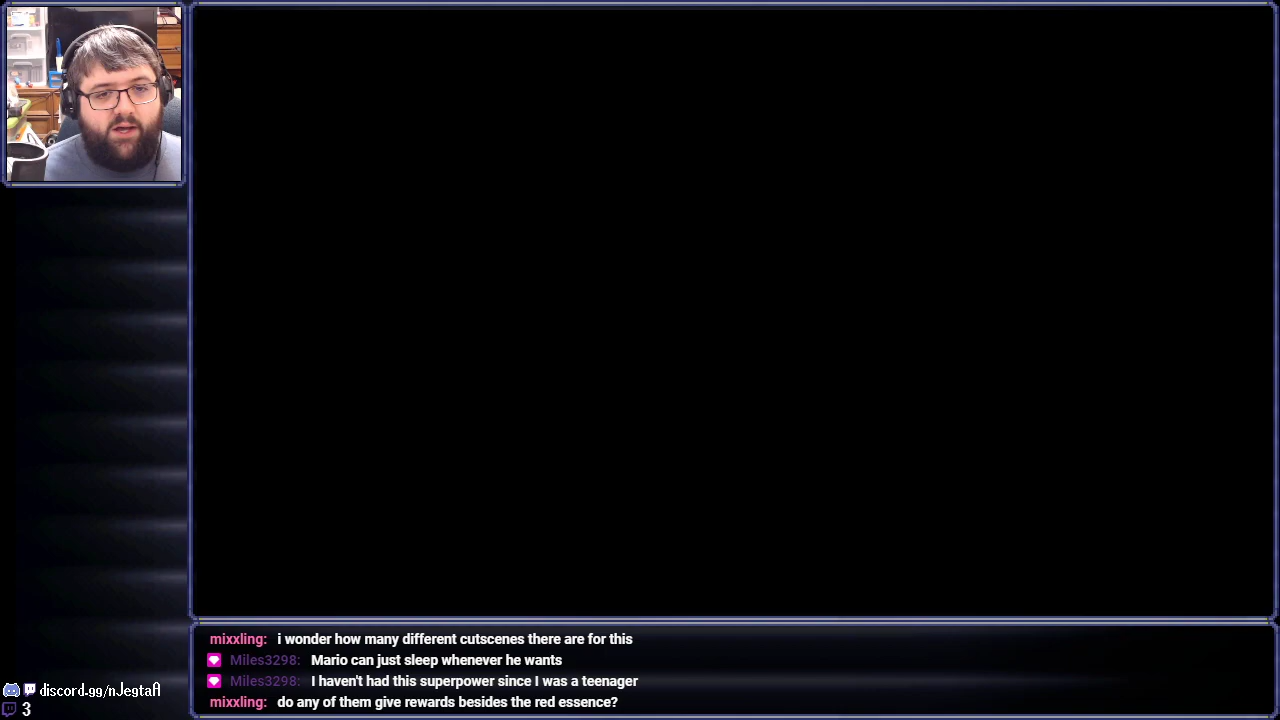 mixxling: i wonder how many different cutscenes there are for this
Miles3298: Mario can just sleep whenever he wants
Miles3298: I haven't had this superpower since I was a teenager
mixxling: do any of them give rewards besides the red essence?
discord.gg/nJegtaA
3